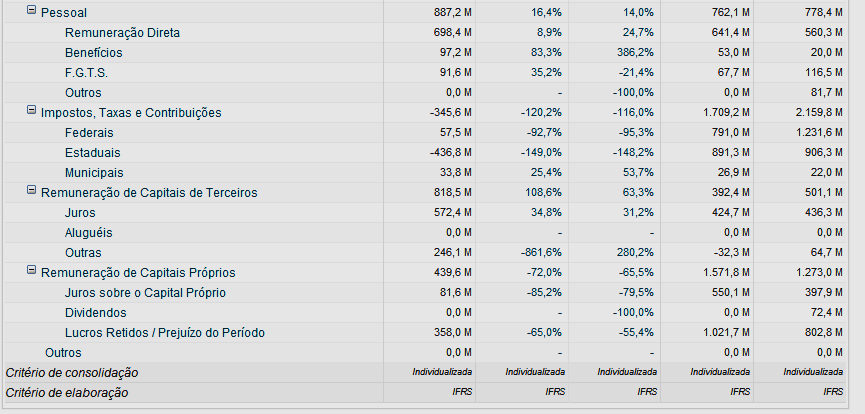 Pessoal 887,2 M 16,4% 14,0% 762,1 M 778,4 M
Remuneração Direta 698,4 M 8,9% 24,7% 641,4 M 560,3 M
Benefícios 97,2 M 83,3% 386,2% 53,0 M 20,0 M
F.G.T.S. 91,6 M 35,2% -21,4% 67,7 M 116,5 M
Outros 0,0 M - -100,0% 0,0 M 81,7 M
Impostos, Taxas e Contribuições -345,6 M -120,2% -116,0% 1.709,2 M 2.159,8 M
Federais 57,5 M -92,7% -95,3% 791,0 M 1.231,6 M
Estaduais -436,8 M -149,0% -148,2% 891,3 M 906,3 M
Municipais 33,8 M 25,4% 53,7% 26,9 M 22,0 M
Remuneração de Capitais de Terceiros 818,5 M 108,6% 63,3% 392,4 M 501,1 M
Juros 572,4 M 34,8% 31,2% 424,7 M 436,3 M
Aluguéis 0,0 M - - 0,0 M 0,0 M
Outras 246,1 M -861,6% 280,2% -32,3 M 64,7 M
Remuneração de Capitais Próprios 439,6 M -72,0% -65,5% 1.571,8 M 1.273,0 M
Juros sobre o Capital Próprio 81,6 M -85,2% -79,5% 550,1 M 397,9 M
Dividendos 0,0 M - -100,0% 0,0 M 72,4 M
Lucros Retidos / Prejuízo do Período 358,0 M -65,0% -55,4% 1.021,7 M 802,8 M
Outros 0,0 M - - 0,0 M 0,0 M
Critério de consolidação Individualizada Individualizada Individualizada Individualizada Individualizada
Critério de elaboração IFRS IFRS IFRS IFRS IFRS